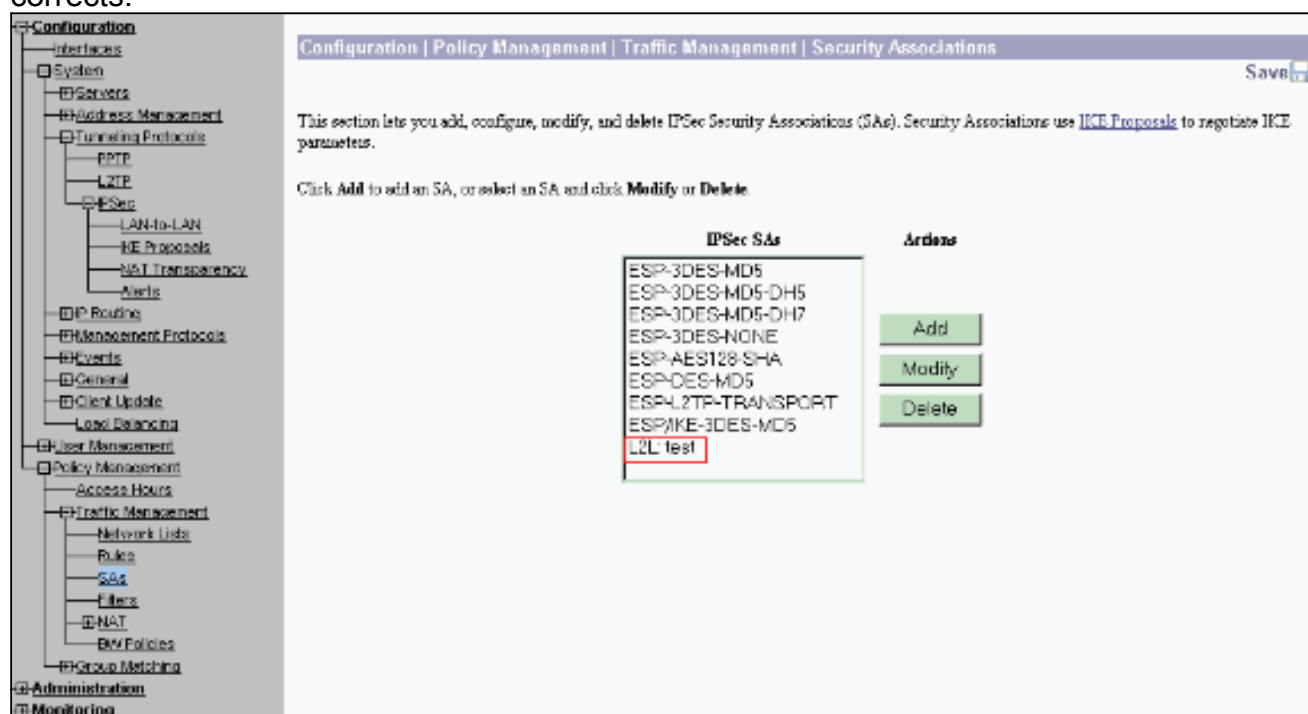 corrects.
Configuration
Interfaces
System
Servers
Address Management
Tunneling Protocols
PPTP
L2TP
IPSec
LAN-to-LAN
IKE Proposals
NAT Transparency
Alerts
IP Routing
Management Protocols
Events
General
Client Update
Load Balancing
User Management
Policy Management
Access Hours
Traffic Management
Network Lists
Rules
SAs
Filters
NAT
BW Policies
Group Matching
Administration
Monitoring
Configuration | Policy Management | Traffic Management | Security Associations
Save
This section lets you add, configure, modify, and delete IPSec Security Associations (SAs). Security Associations use IKE Proposals to negotiate IKE
parameters.
Click Add to add an SA, or select an SA and click Modify or Delete.
IPSec SAs
Actions
ESP-3DES-MD5
ESP-3DES-MD5-DH5
ESP-3DES-MD5-DH7
ESP-3DES-NONE
ESP-AES128-SHA
ESP-DES-MD5
ESP-L2TP-TRANSPORT
ESP/IKE-3DES-MD5
L2L: test
Add
Modify
Delete